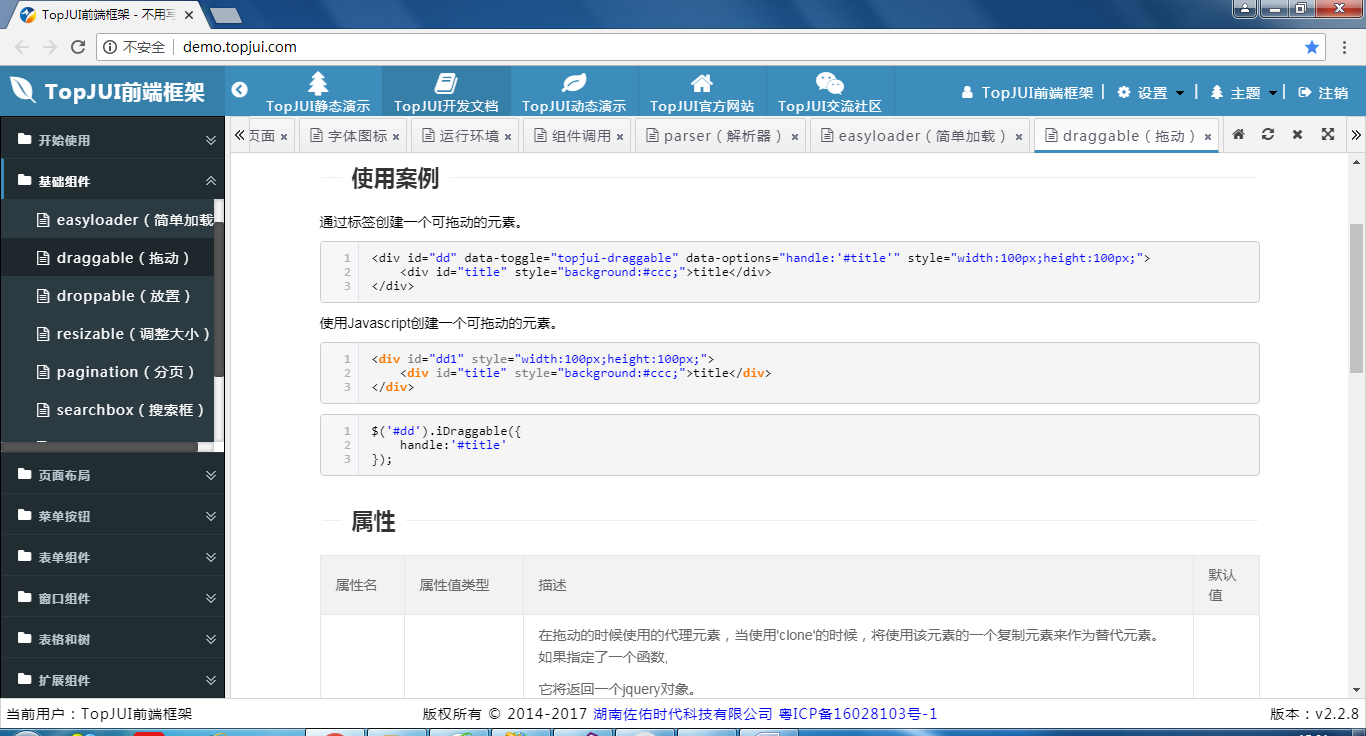 TopJUI前端框架 - 不用写
不安全 demo.topjui.com
TopJUI前端框架
TopJUI静态演示 TopJUI开发文档 TopJUI动态演示 TopJUI官方网站 TopJUI交流社区
TopJUI前端框架 设置 主题 注销
页面 字体图标 运行环境 组件调用 parser（解析器） easyloader（简单加载） draggable（拖动）
开始使用
基础组件
easyloader（简单加载
draggable（拖动）
droppable（放置）
resizable（调整大小）
pagination（分页）
searchbox（搜索框）
页面布局
菜单按钮
表单组件
窗口组件
表格和树
扩展组件
使用案例
通过标签创建一个可拖动的元素。
1 <div id="dd" data-toggle="topjui-draggable" data-options="handle:'#title'" style="width:100px;height:100px;">
2 <div id="title" style="background:#ccc;">title</div>
3 </div>
使用Javascript创建一个可拖动的元素。
1 <div id="dd1" style="width:100px;height:100px;">
2 <div id="title" style="background:#ccc;">title</div>
3 </div>
1 $('#dd').iDraggable({
2 handle:'#title'
3 });
属性
属性名 属性值类型 描述 默认
值
在拖动的时候使用的代理元素，当使用'clone'的时候，将使用该元素的一个复制元素来作为替代元素。
如果指定了一个函数,
它将返回一个jquery对象。
当前用户：TopJUI前端框架 版权所有 © 2014-2017 湖南佐佑时代科技有限公司 粤ICP备16028103号-1 版本：v2.2.8